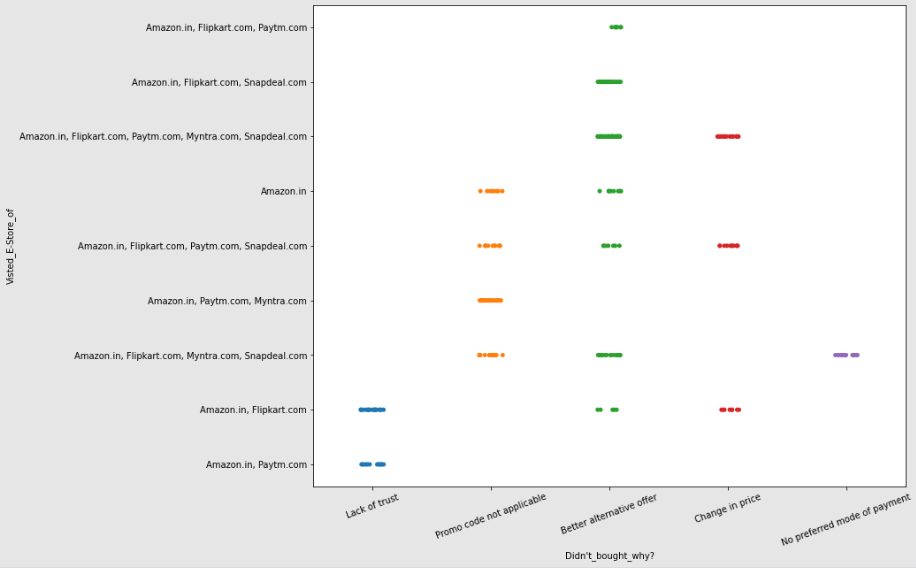 Amazon.in, Flipkart.com, Paytm.com
Amazon.in, Flipkart.com, Snapdeal.com
Amazon.in, Flipkart.com, Paytm.com, Myntra.com, Snapdeal.com
Amazon.in
Amazon.in, Flipkart.com, Paytm.com, Snapdeal.com
Amazon.in, Paytm.com, Myntra.com
Amazon.in, Flipkart.com, Myntra.com, Snapdeal.com
Amazon.in, Flipkart.com
Amazon.in, Paytm.com
Visted_E-Store_of
Lack of trust
Promo code not applicable
Better alternative offer
Change in price
No preferred mode of payment
Didn't_bought_why?